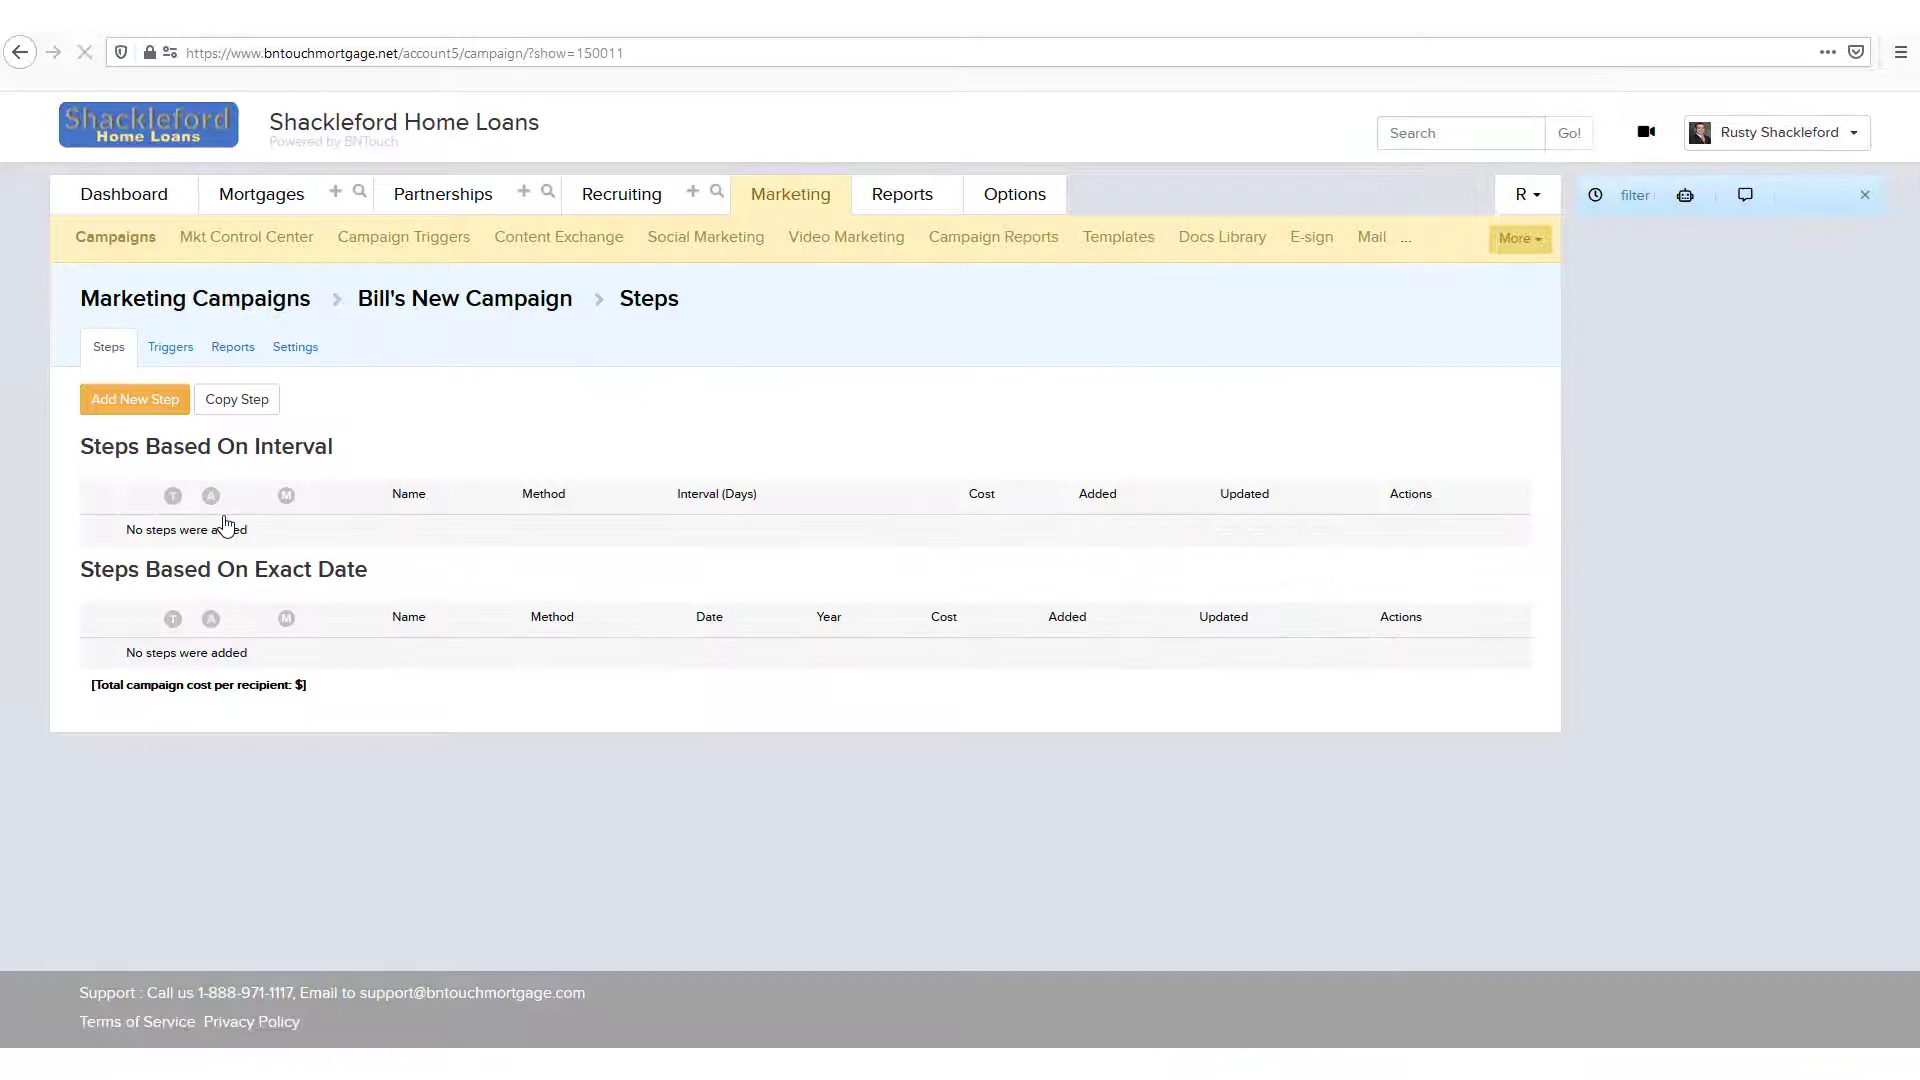 https://www.bntouchmortgage.net/account5/campaign/?show=150011
Shackleford
Home Loans
Shackleford Home Loans
Powered by BNTouch
Search
Go!
Rusty Shackleford
Dashboard
Mortgages
Partnerships
Recruiting
Marketing
Reports
Options
R
filter
Campaigns
Mkt Control Center
Campaign Triggers
Content Exchange
Social Marketing
Video Marketing
Campaign Reports
Templates
Docs Library
E-sign
Mail
...
More
Marketing Campaigns > Bill's New Campaign > Steps
Steps
Triggers
Reports
Settings
Add New Step
Copy Step
Steps Based On Interval
T A M Name Method Interval (Days) Cost Added Updated Actions
No steps were added
Steps Based On Exact Date
T A M Name Method Date Year Cost Added Updated Actions
No steps were added
[Total campaign cost per recipient: $]
Support : Call us 1-888-971-1117, Email to support@bntouchmortgage.com
Terms of Service Privacy Policy